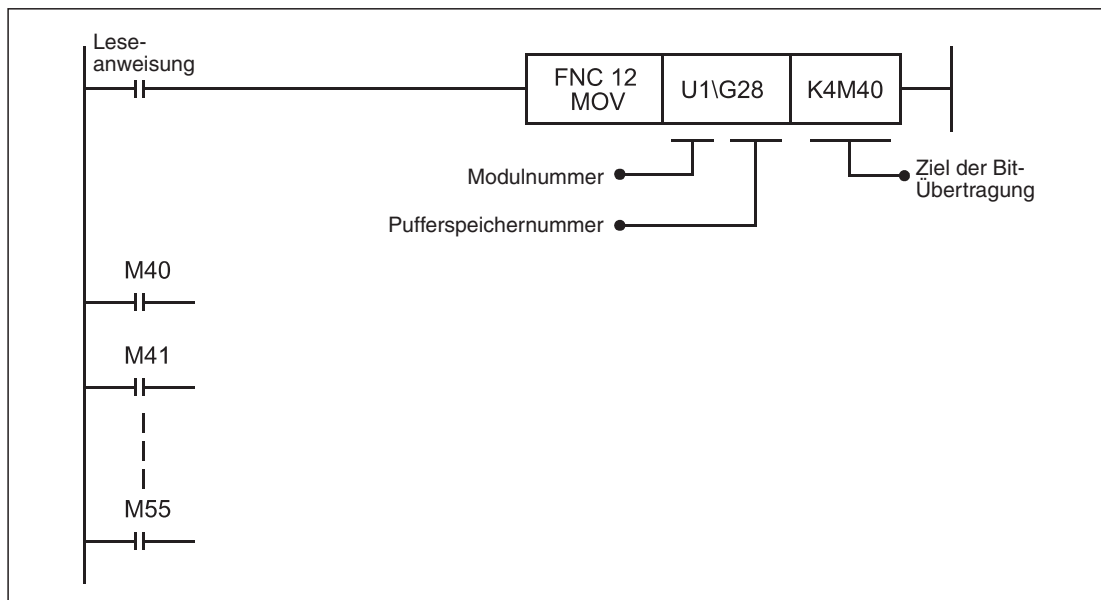 Lese-
anweisung
FNC 12
MOV
U1\G28
K4M40
Modulnummer
Ziel der Bit-
Übertragung
Pufferspeichernummer
M40
M41
M55